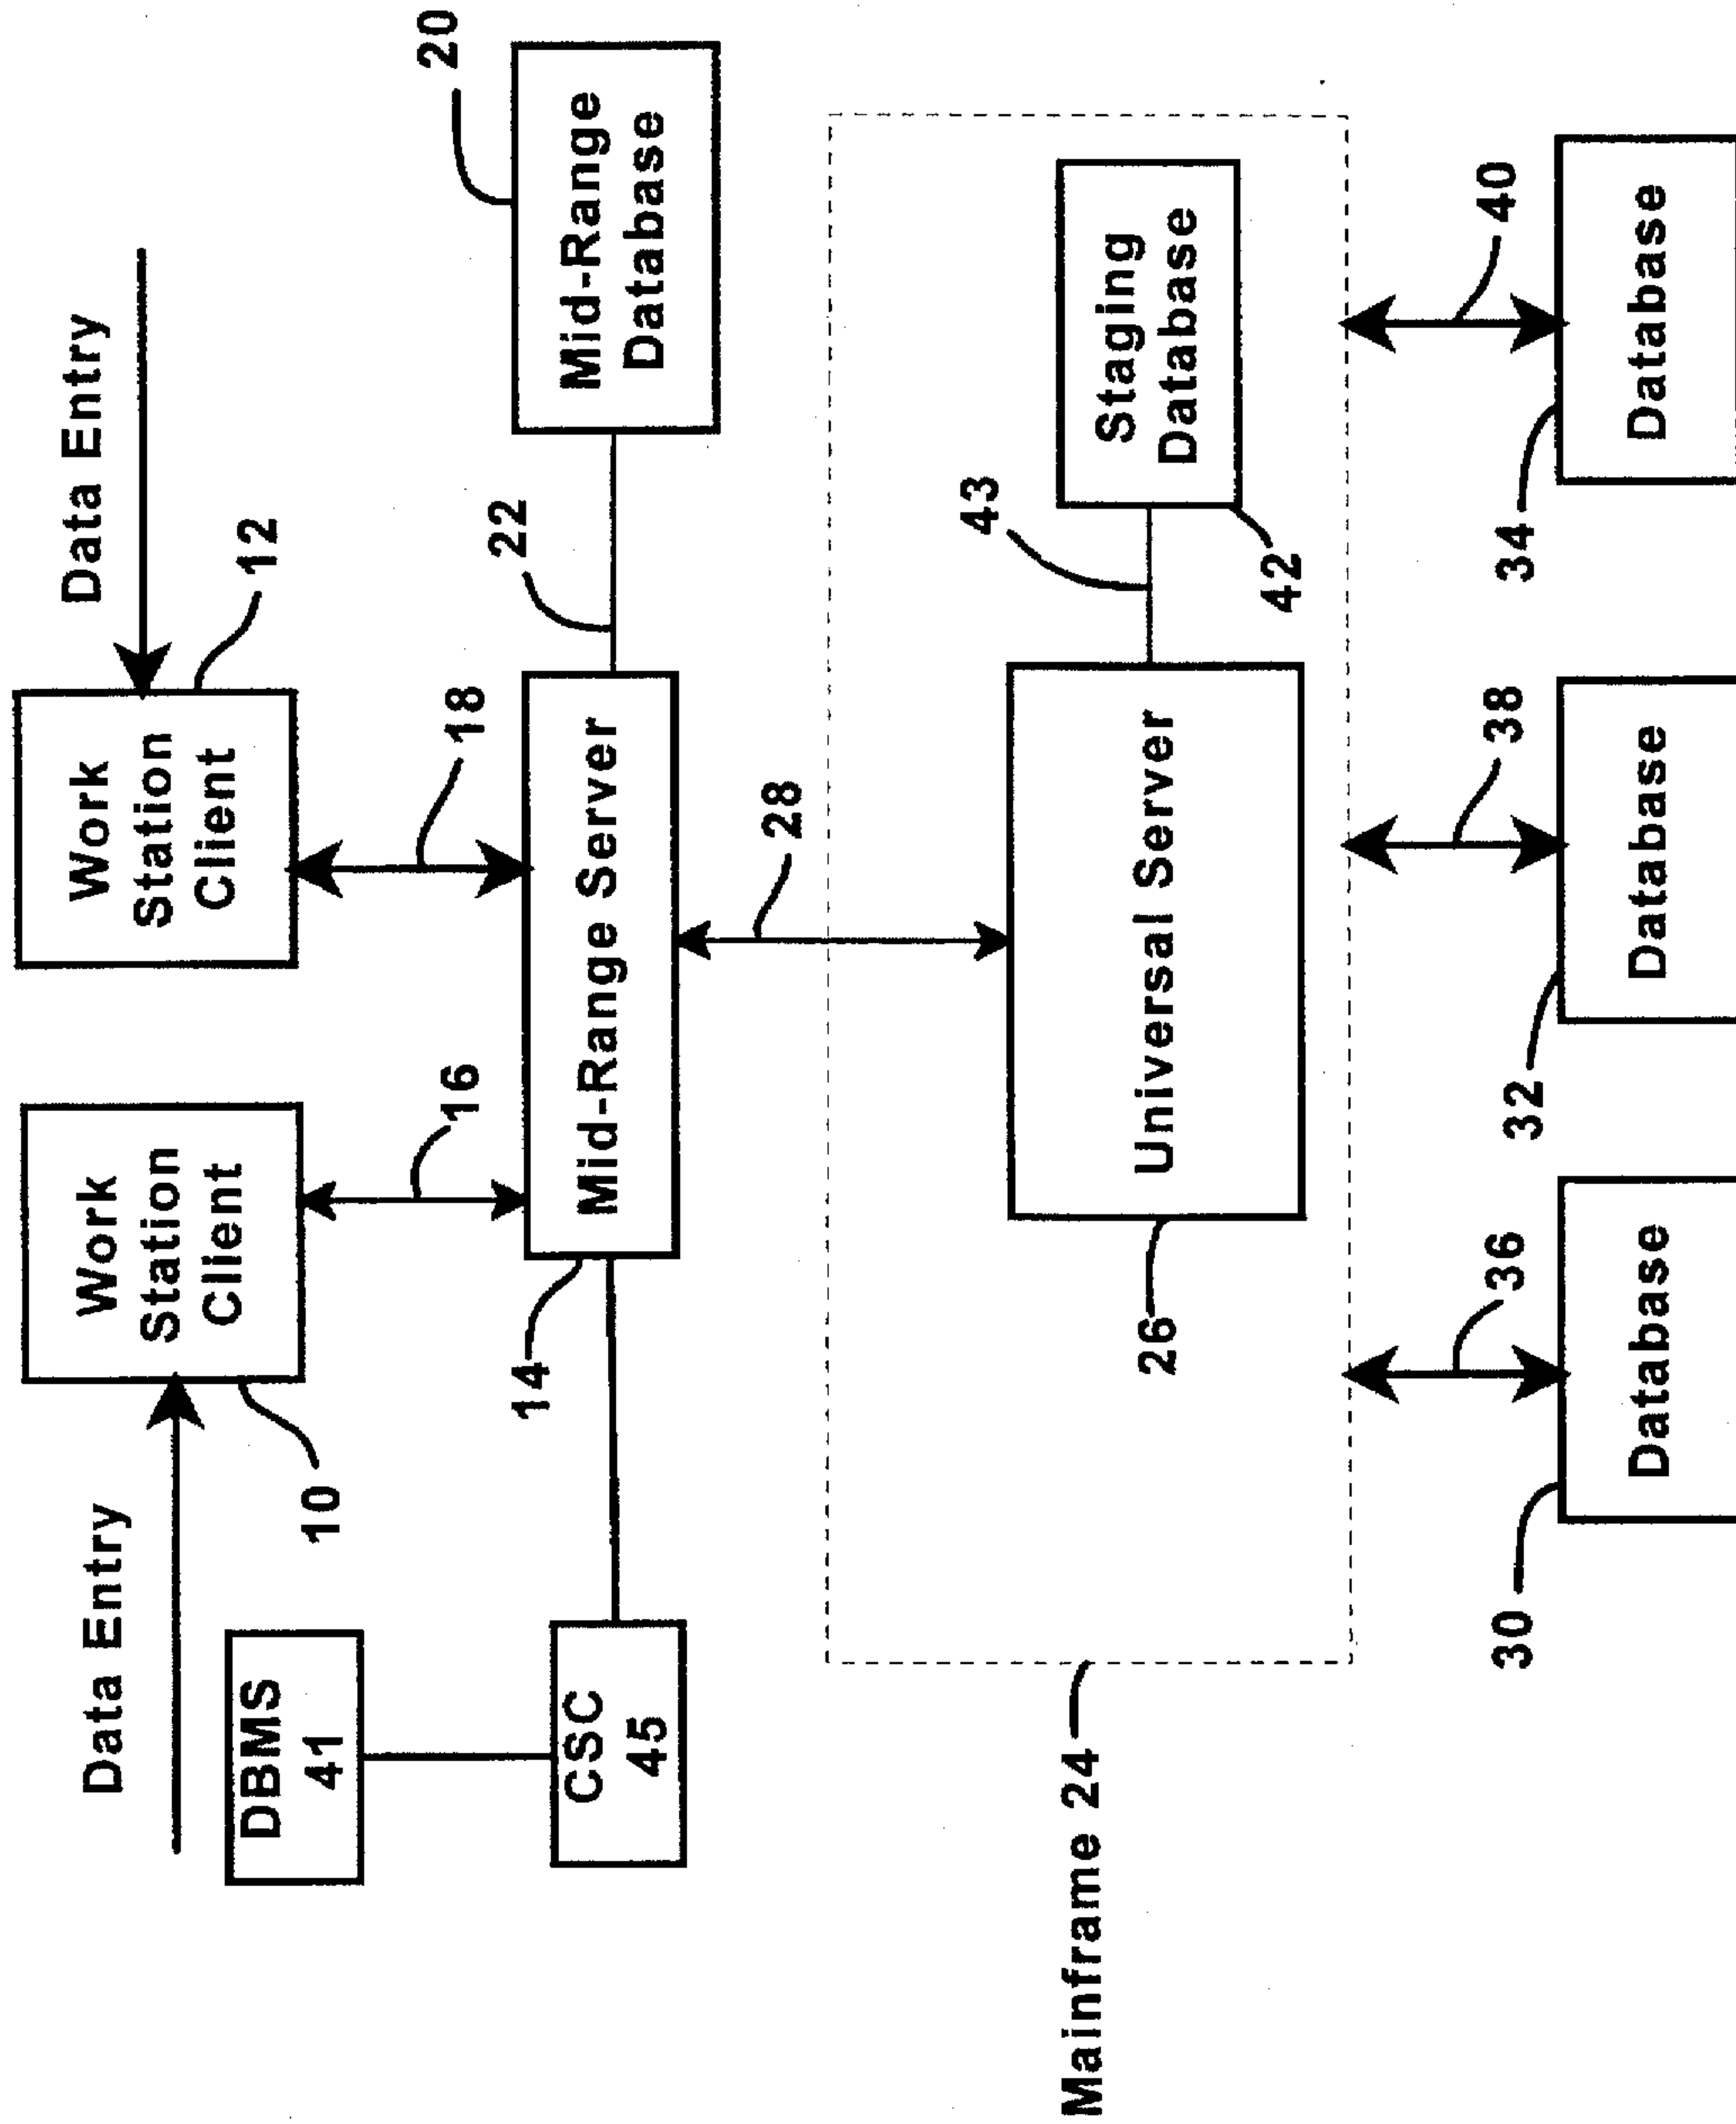 Data Entry
Data Entry
DBMS
41
10
Work
Station
Client
Work
Station
Client
12
16
18
20
CSC
45
14
Mid-Range Server
22
Mid-Range
Database
28
Mainframe 24
26
Universal Server
43
Staging
Database
42
36
38
40
30
32
34
Database
Database
Database